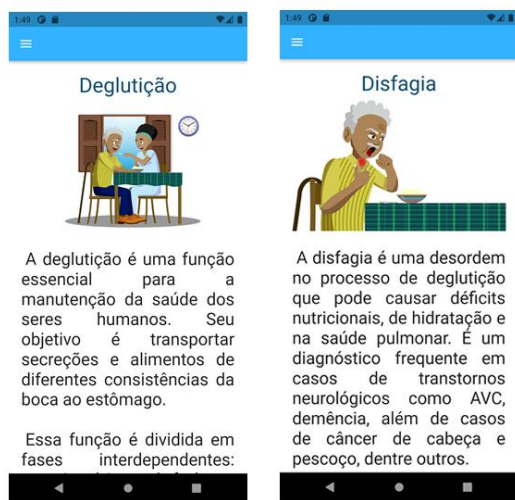 1:49
Deglutição
A deglutição é uma função
essencial para a
manutenção da saúde dos
seres humanos. Seu
objetivo é transportar
secreções e alimentos de
diferentes consistências da
boca ao estômago.
Essa função é dividida em
fases interdependentes:
1:49
Disfagia
A disfagia é uma desordem
no processo de deglutição
que pode causar déficits
nutricionais, de hidratação e
na saúde pulmonar. É um
diagnóstico frequente em
casos de transtornos
neurológicos como AVC,
demência, além de casos
de câncer de cabeça e
pescoço, dentre outros.